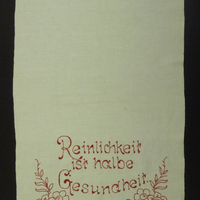 Reinlichkeit
ist halbe
Gesundheit.